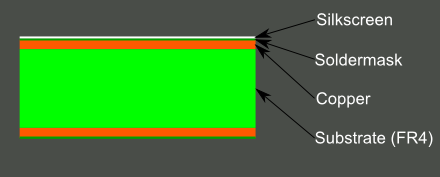 Silkscreen
Soldermask
Copper
Substrate (FR4)